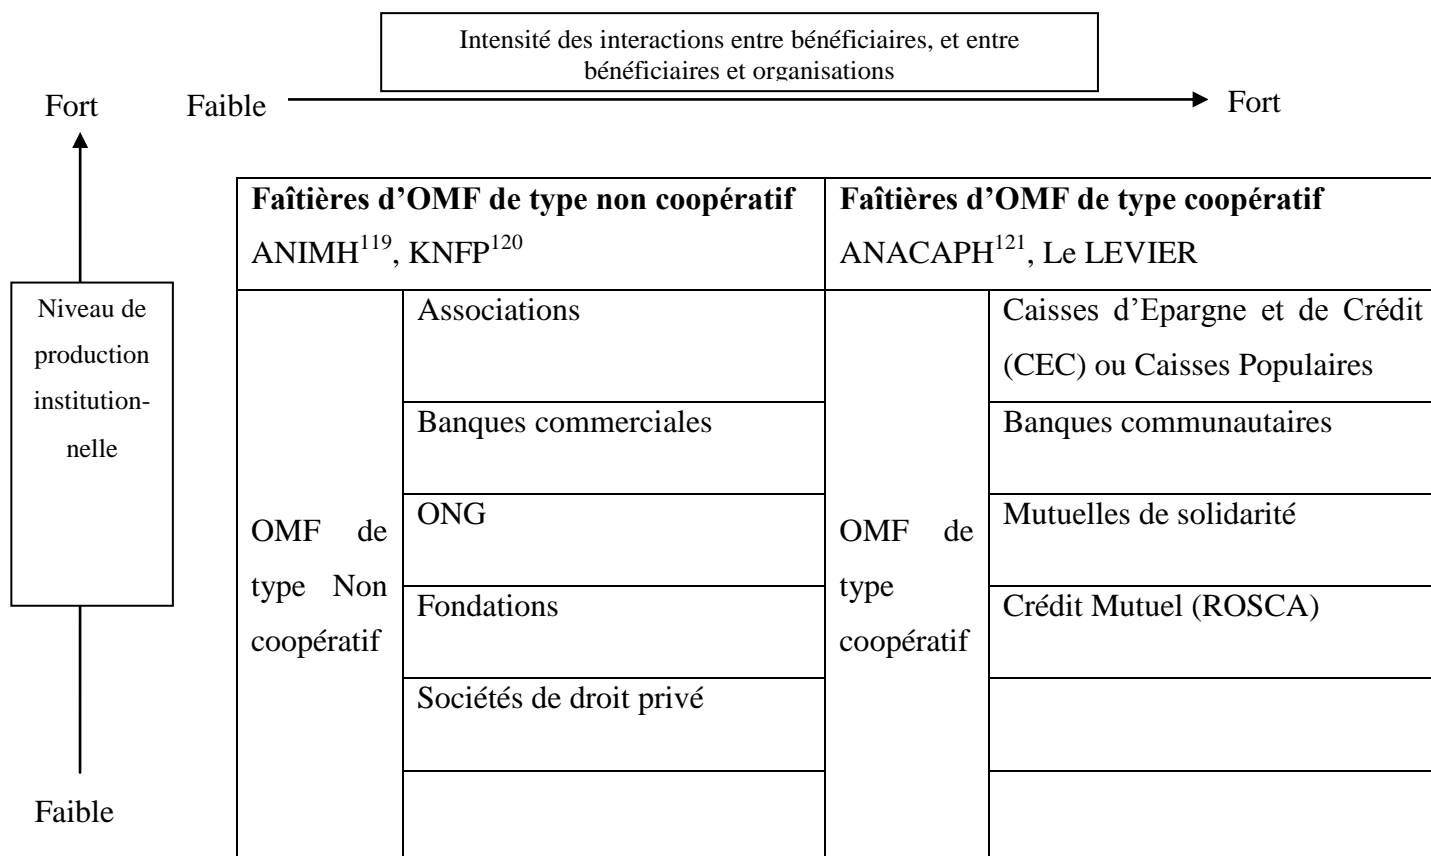 Intensité des interactions entre bénéficiaires, et entre
bénéficiaires et organisations
Fort
Faible
Fort
Faîtières d’OMF de type non coopératif
ANIMH119, KNFP120
Faîtières d’OMF de type coopératif
ANACAPH121, Le LEVIER
Niveau de
production
institution-
nelle
Faible
OMF de
type Non
coopératif
Associations
Banques commerciales
ONG
Fondations
Sociétés de droit privé
OMF de
type
coopératif
Caisses d’Epargne et de Crédit
(CEC) ou Caisses Populaires
Banques communautaires
Mutuelles de solidarité
Crédit Mutuel (ROSCA)